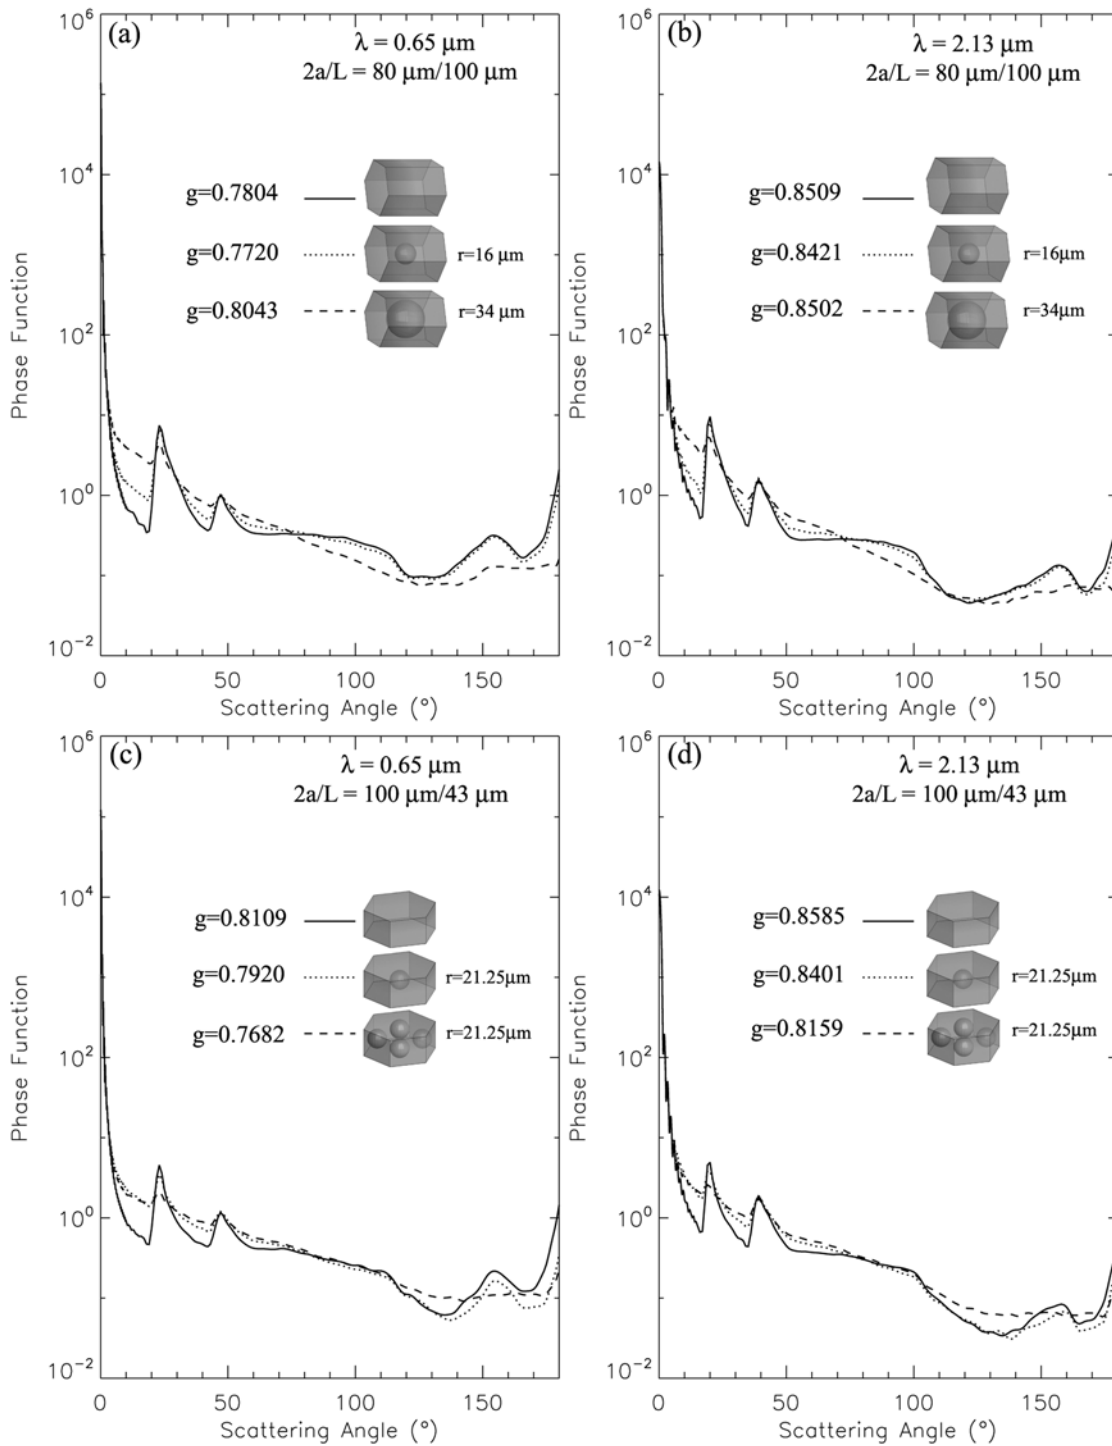 (a)
λ = 0.65 μm
2a/L = 80 μm/100 μm
g=0.7804
g=0.7720
r=16 μm
g=0.8043
r=34 μm
10^6
10^4
10^2
10^0
10^-2
Phase Function
0
50
100
150
Scattering Angle (°)
(b)
λ = 2.13 μm
2a/L = 80 μm/100 μm
g=0.8509
g=0.8421
r=16μm
g=0.8502
r=34μm
10^6
10^4
10^2
10^0
10^-2
Phase Function
0
50
100
150
Scattering Angle (°)
(c)
λ = 0.65 μm
2a/L = 100 μm/43 μm
g=0.8109
g=0.7920
r=21.25μm
g=0.7682
r=21.25μm
10^6
10^4
10^2
10^0
10^-2
Phase Function
0
50
100
150
Scattering Angle (°)
(d)
λ = 2.13 μm
2a/L = 100 μm/43 μm
g=0.8585
g=0.8401
r=21.25μm
g=0.8159
r=21.25μm
10^6
10^4
10^2
10^0
10^-2
Phase Function
0
50
100
150
Scattering Angle (°)